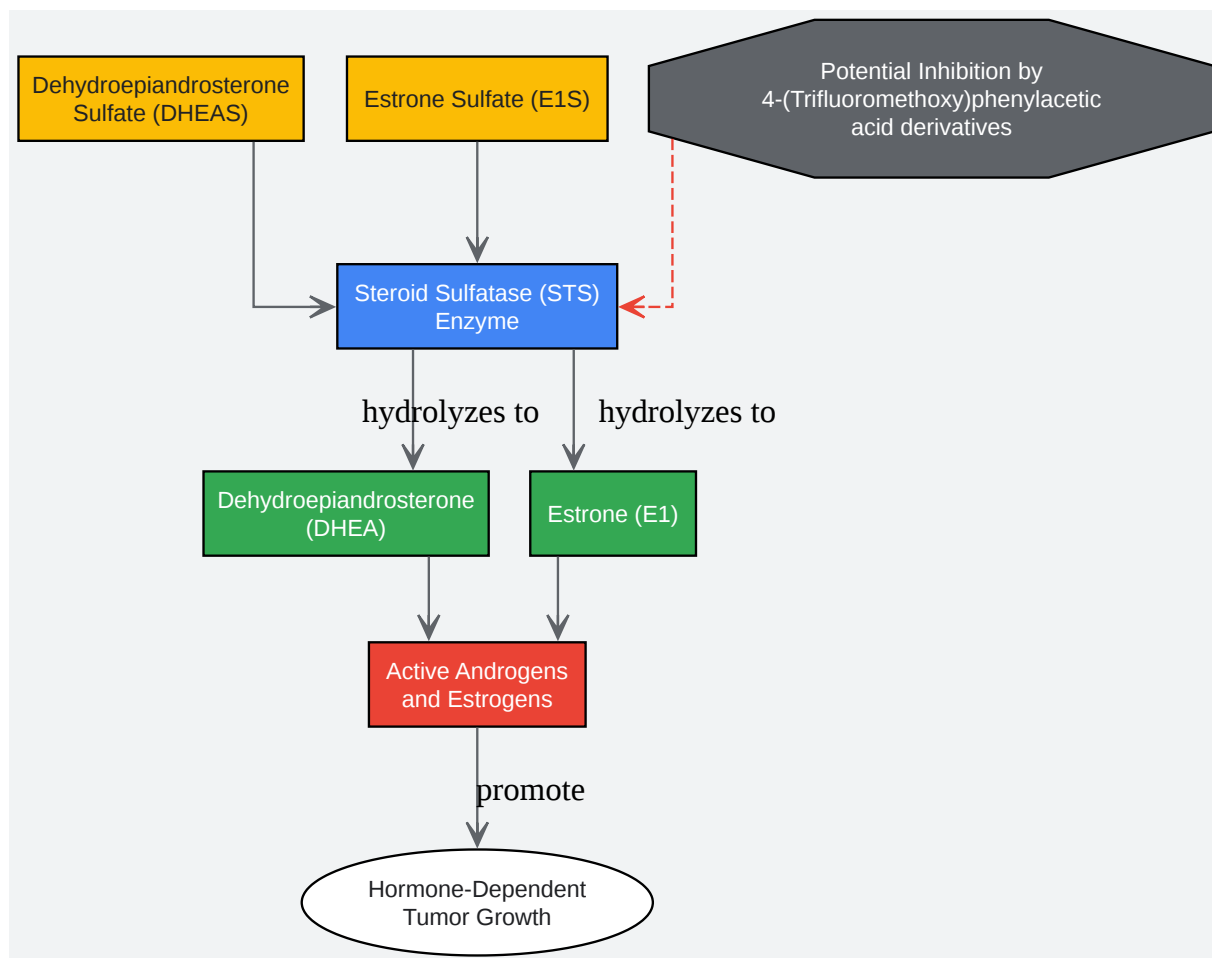 Dehydroepiandrosterone
Sulfate (DHEAS)
Estrone Sulfate (E1S)
Potential Inhibition by
4-(Trifluoromethoxy)phenylacetic
acid derivatives
Steroid Sulfatase (STS)
Enzyme
hydrolyzes to
hydrolyzes to
Dehydroepiandrosterone
(DHEA)
Estrone (E1)
Active Androgens
and Estrogens
promote
Hormone-Dependent
Tumor Growth